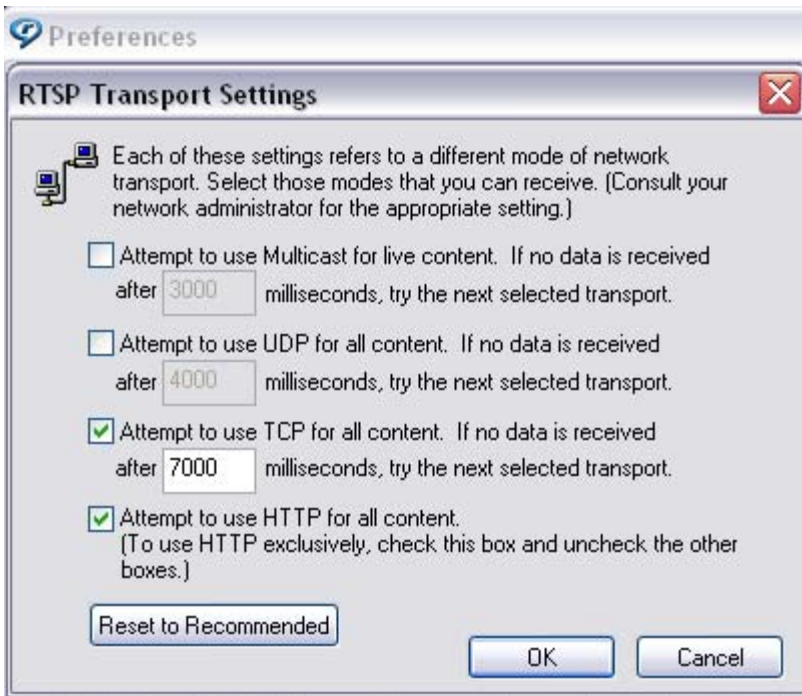 Preferences
RTSP Transport Settings
Each of these settings refers to a different mode of network
transport. Select those modes that you can receive. (Consult your
network administrator for the appropriate setting.)
Attempt to use Multicast for live content. If no data is received
after 3000 milliseconds, try the next selected transport.
Attempt to use UDP for all content. If no data is received
after 4000 milliseconds, try the next selected transport.
Attempt to use TCP for all content. If no data is received
after 7000 milliseconds, try the next selected transport.
Attempt to use HTTP for all content.
(To use HTTP exclusively, check this box and uncheck the other
boxes.)
Reset to Recommended
OK Cancel